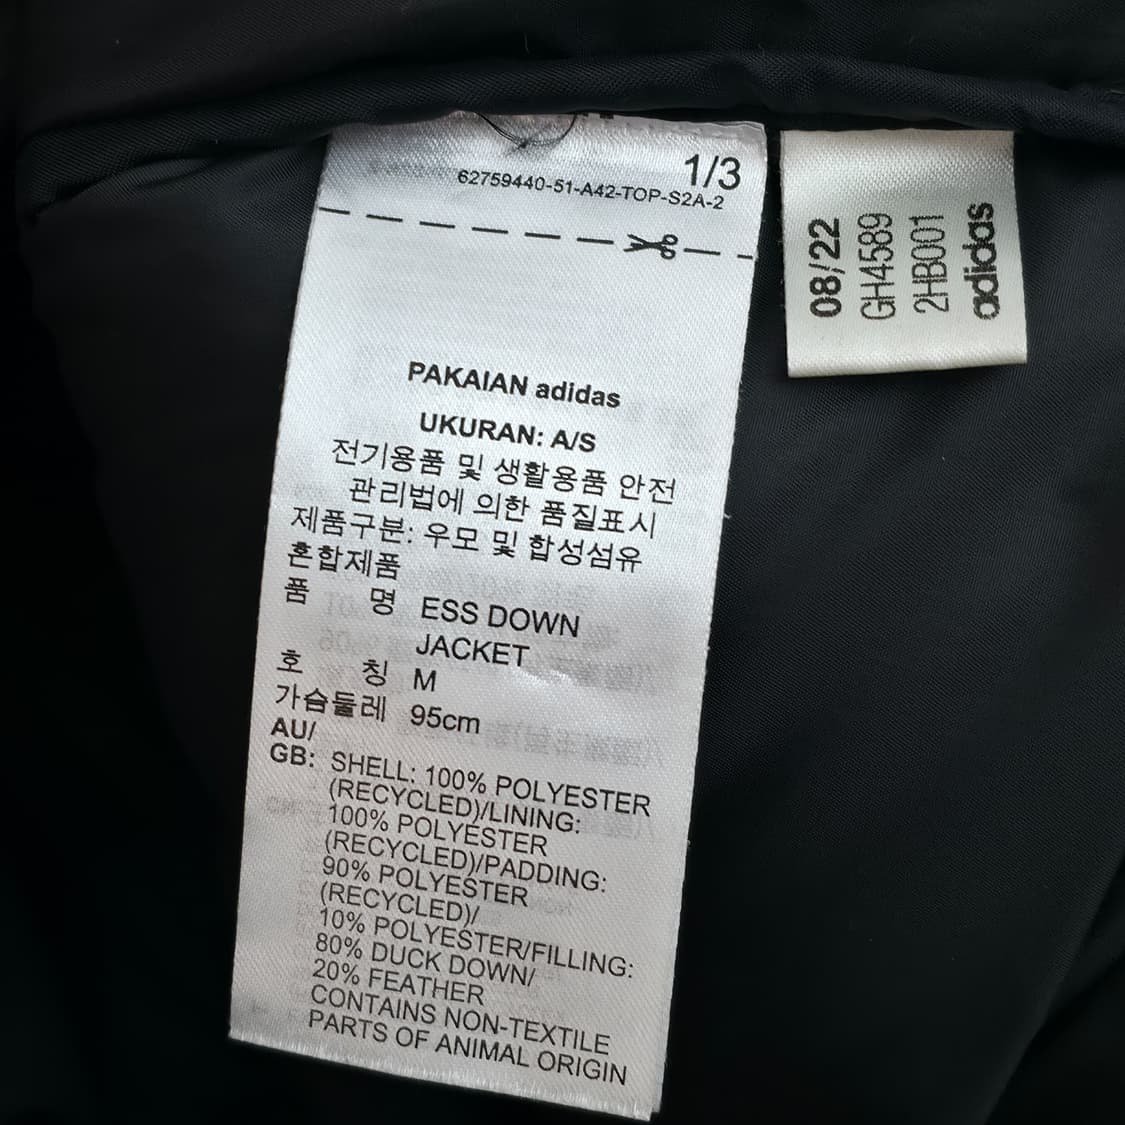 1/3
62759440-51-A42-TOP-S2A-2
PAKAIAN adidas
UKURAN: A/S
전기용품 및 생활용품 안전
관리법에 의한 품질표시
제품구분: 우모 및 합성섬유
혼합제품
품 명 ESS DOWN
JACKET
호 칭 M
가슴둘레 95cm
AU/
GB: SHELL: 100% POLYESTER
(RECYCLED)/LINING:
100% POLYESTER
(RECYCLED)/PADDING:
90% POLYESTER
(RECYCLED)/
10% POLYESTER/FILLING:
80% DUCK DOWN/
20% FEATHER
CONTAINS NON-TEXTILE
PARTS OF ANIMAL ORIGIN
08/22
GH4589
2HB001
adidas